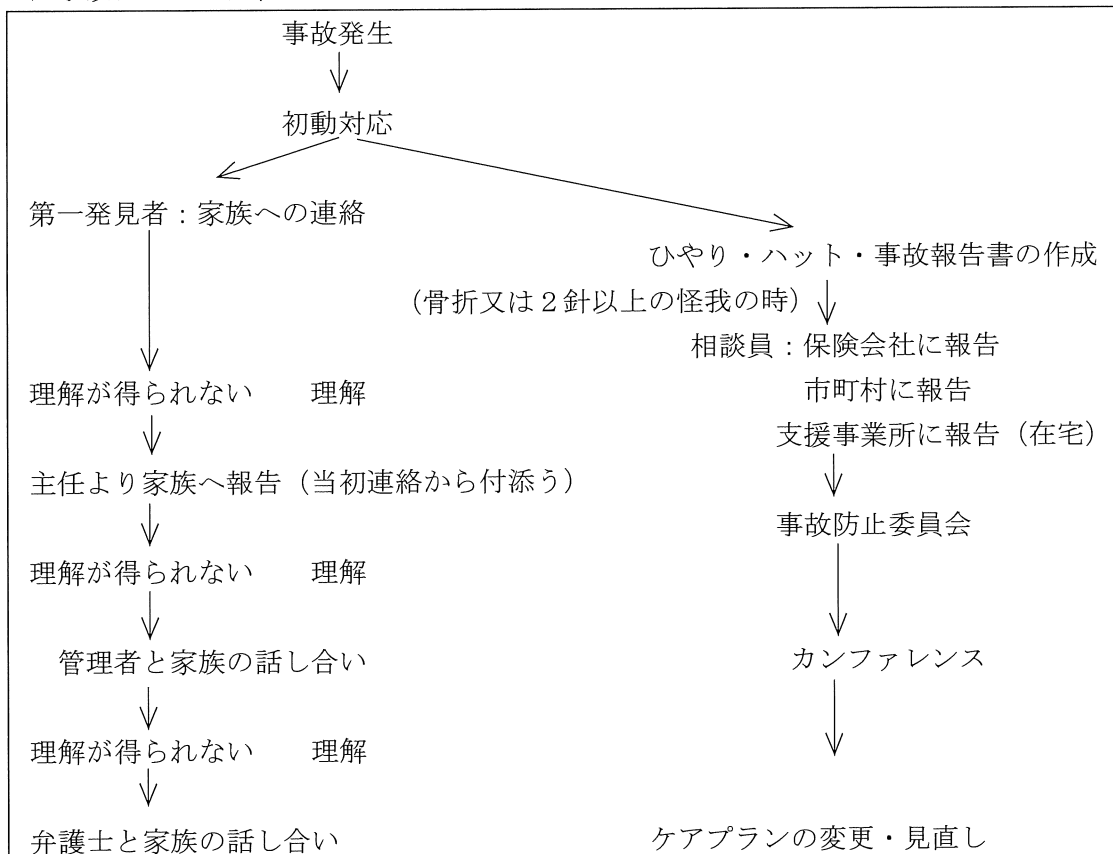 事故発生
初動対応
第一発見者：家族への連絡
ひやり・ハット・事故報告書の作成
（骨折又は２針以上の怪我の時）
相談員：保険会社に報告
理解が得られない　　理解
市町村に報告
支援事業所に報告（在宅）
主任より家族へ報告（当初連絡から付添う）
事故防止委員会
理解が得られない　　理解
管理者と家族の話し合い
カンファレンス
理解が得られない　　理解
弁護士と家族の話し合い
ケアプランの変更・見直し